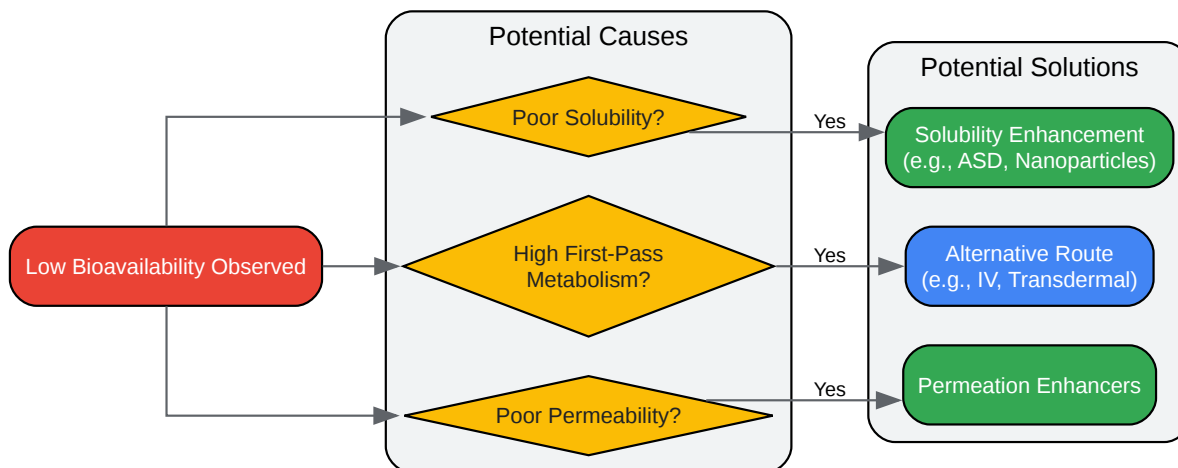 Potential Causes
Potential Solutions
Poor Solubility?
Yes
Solubility Enhancement
(e.g., ASD, Nanoparticles)
Low Bioavailability Observed
High First-Pass
Metabolism?
Yes
Alternative Route
(e.g., IV, Transdermal)
Poor Permeability?
Yes
Permeation Enhancers